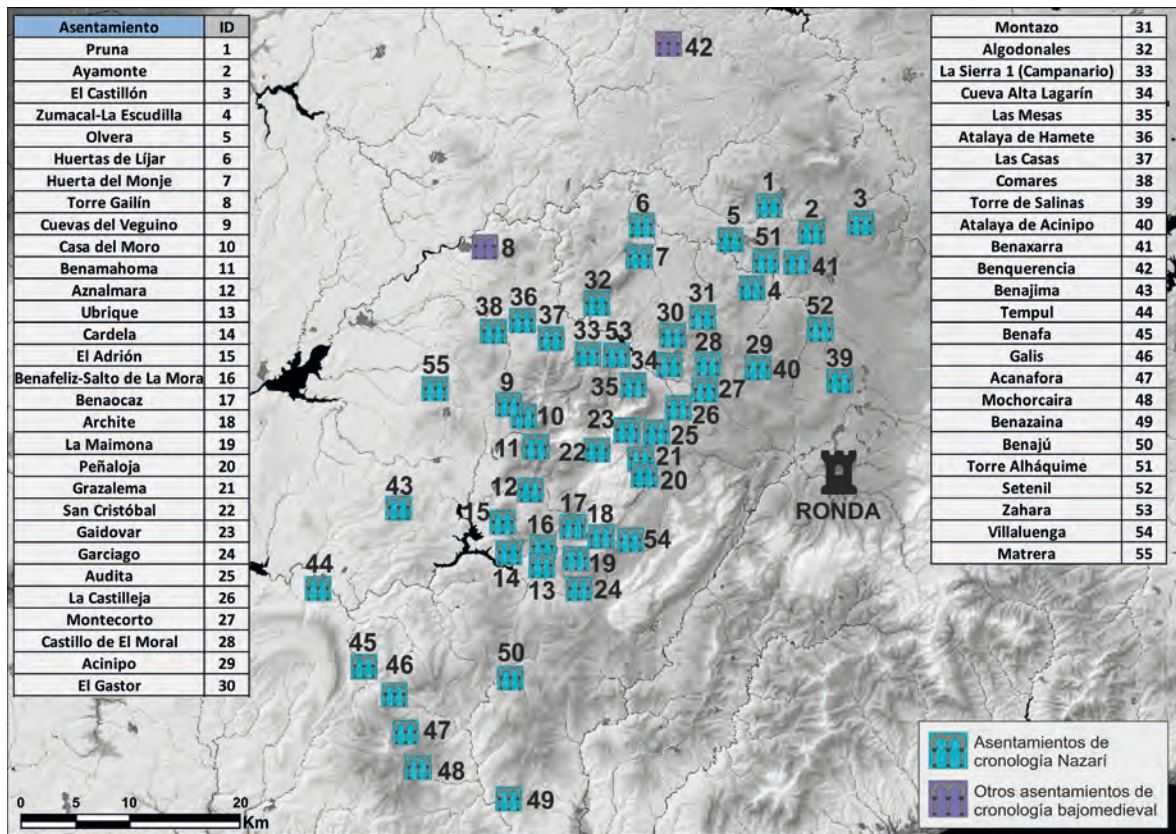 Asentamiento ID
Pruna 1
Ayamonte 2
El Castillón 3
Zumacal-La Escudilla 4
Olvera 5
Huertas de Líjar 6
Huerta del Monje 7
Torre Gailín 8
Cuevas del Veguino 9
Casa del Moro 10
Benamahoma 11
Aznalmara 12
Ubrique 13
Cardela 14
El Adrión 15
Benafeliz-Salto de La Mora 16
Benaocaz 17
Archite 18
La Maimona 19
Peñaloja 20
Grazalema 21
San Cristóbal 22
Gaidovar 23
Garciago 24
Audita 25
La Castilleja 26
Montecorto 27
Castillo de El Moral 28
Acinipo 29
El Gastor 30
Montazo 31
Algodonales 32
La Sierra 1 (Campanario) 33
Cueva Alta Lagarín 34
Las Mesas 35
Atalaya de Hamete 36
Las Casas 37
Comares 38
Torre de Salinas 39
Atalaya de Acinipo 40
Benaxarra 41
Benquerencia 42
Benajima 43
Tempul 44
Benafa 45
Galis 46
Acanafora 47
Mochorcaira 48
Benazaina 49
Benajú 50
Torre Alháquime 51
Setenil 52
Zahara 53
Villaluenga 54
Matrera 55
42
1
3
6
2
5
51
8
7
41
4
32
36
31
38
37
30
52
33 53
28
29
34
40
39
55
35
27
9
26
10
23
25
11
22
21
20
12
RONDA
43
17
15
16
18
54
14
19
13
24
44
45
50
46
47
48
49
Asentamientos de
cronología Nazarí
Otros asentamientos de
cronología bajomedieval
0 5 10 20
Km